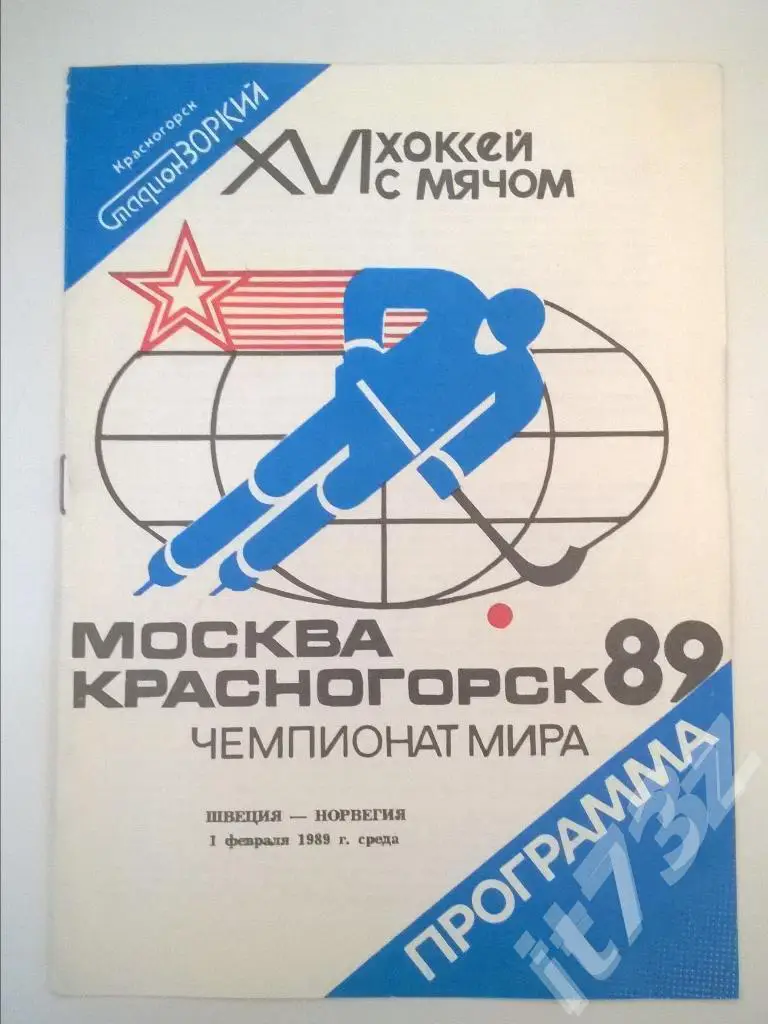 Красногорск
Стадион ЗОРКИЙ
XVI ХОККЕЙ
С МЯЧОМ
МОСКВА
КРАСНОГОРСК 89
ЧЕМПИОНАТ МИРА
ШВЕЦИЯ — НОРВЕГИЯ
1 февраля 1989 г. среда
ПРОГРАММА
it73z